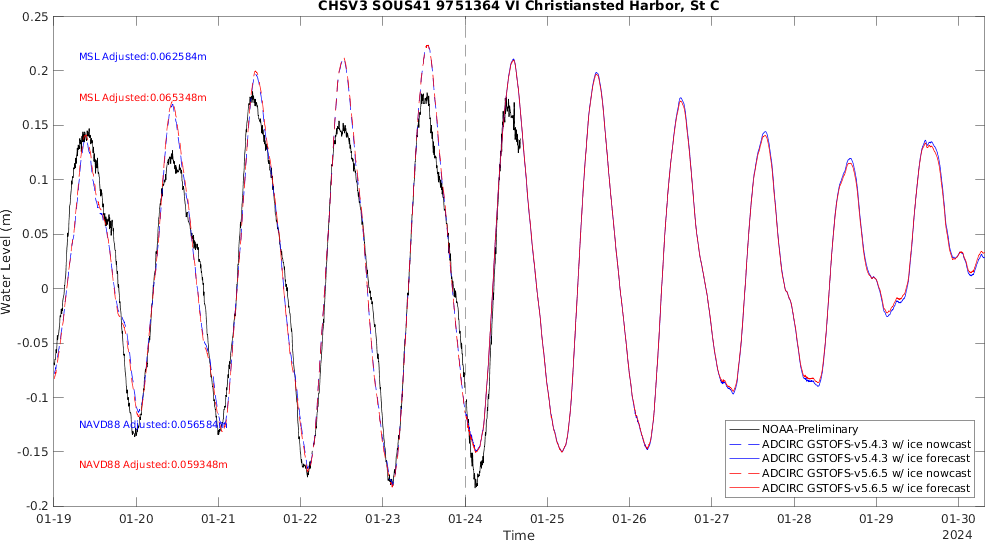 CHSV3 SOUS41 9751364 VI Christiansted Harbor, St C
0.25
0.2
0.15
0.1
0.05
0
-0.05
-0.1
-0.15
-0.2
Water Level (m)
MSL Adjusted:0.062584m
MSL Adjusted:0.065348m
NAVD88 Adjusted:0.056584m
NAVD88 Adjusted:0.059348m
NOAA-Preliminary
ADCIRC GSTOFS-v5.4.3 w/ ice nowcast
ADCIRC GSTOFS-v5.4.3 w/ ice forecast
ADCIRC GSTOFS-v5.6.5 w/ ice nowcast
ADCIRC GSTOFS-v5.6.5 w/ ice forecast
01-19 01-20 01-21 01-22 01-23 01-24 01-25 01-26 01-27 01-28 01-29 01-30
2024
Time